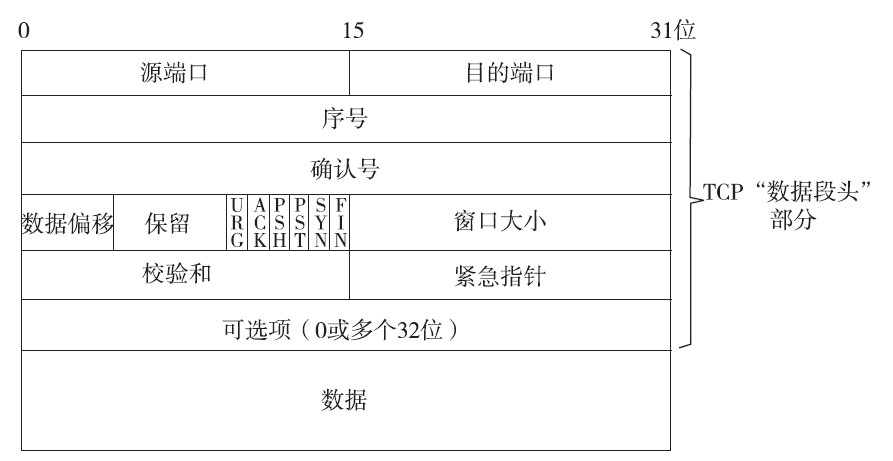 0 15 31位
源端口 目的端口
序号
确认号
数据偏移 保留 URG ACK PSH PST SYN FIN 窗口大小
校验和 紧急指针
可选项（0或多个32位）
数据
TCP“数据段头”
部分